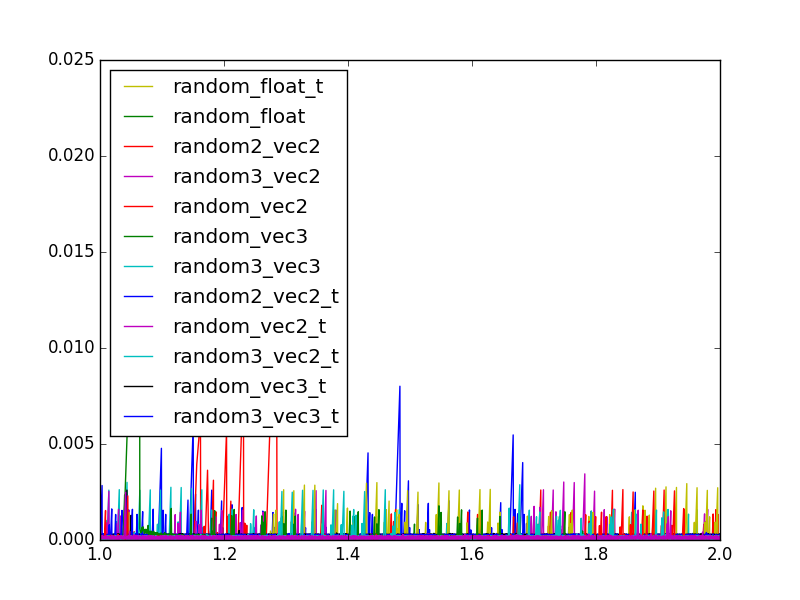 0.025
0.020
0.015
0.010
0.005
0.000
random_float_t
random_float
random2_vec2
random3_vec2
random_vec2
random_vec3
random3_vec3
random2_vec2_t
random_vec2_t
random3_vec2_t
random_vec3_t
random3_vec3_t
1.0 1.2 1.4 1.6 1.8 2.0